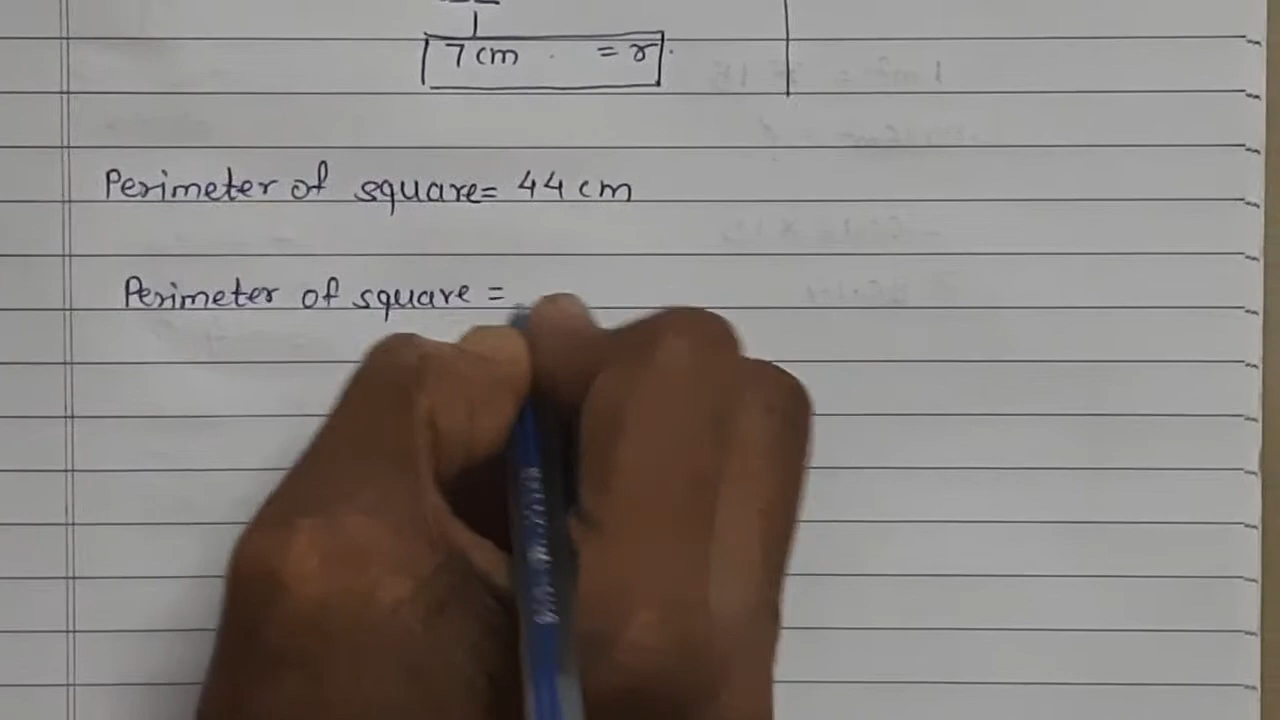 7 cm = r.
Perimeter of square= 44 cm
Perimeter of square =